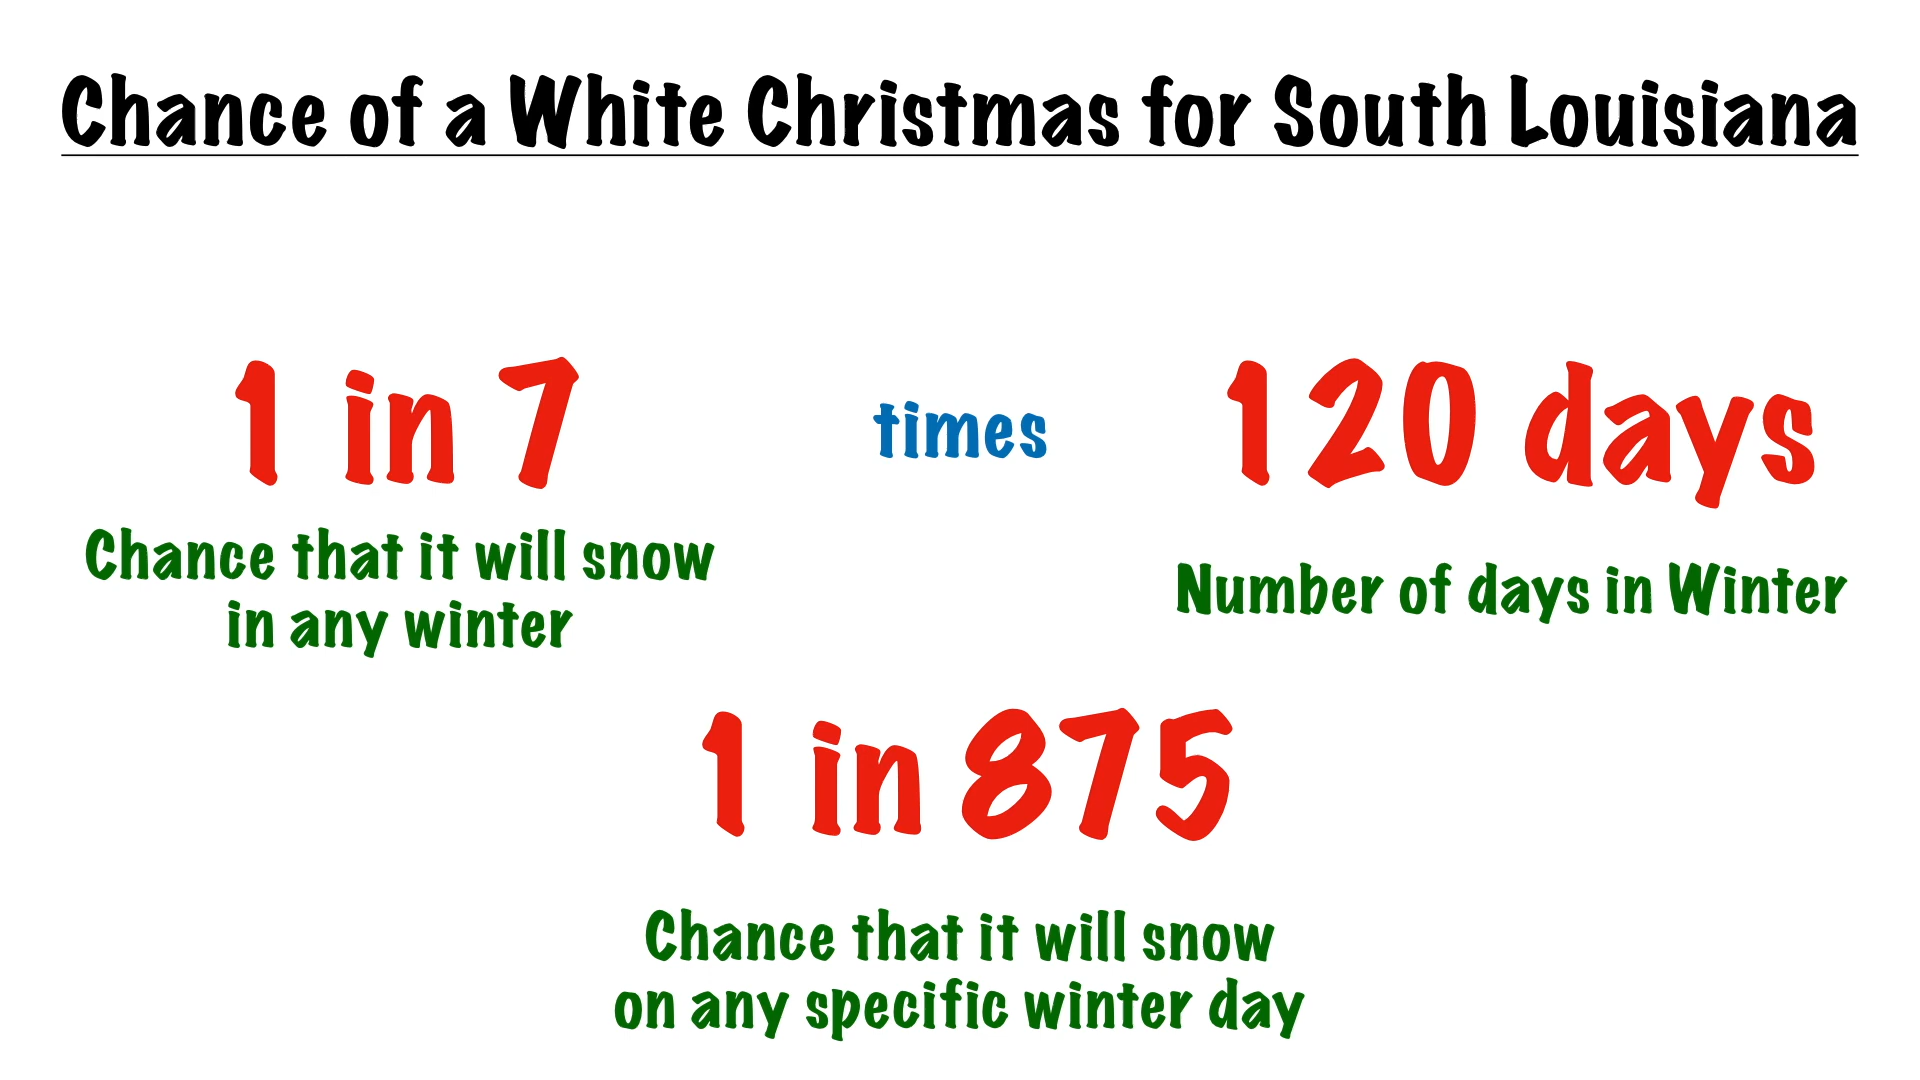 Chance of a White Christmas for South Louisiana
1 in 7
times
120 days
Chance that it will snow
in any winter
Number of days in Winter
1 in 875
Chance that it will snow
on any specific winter day